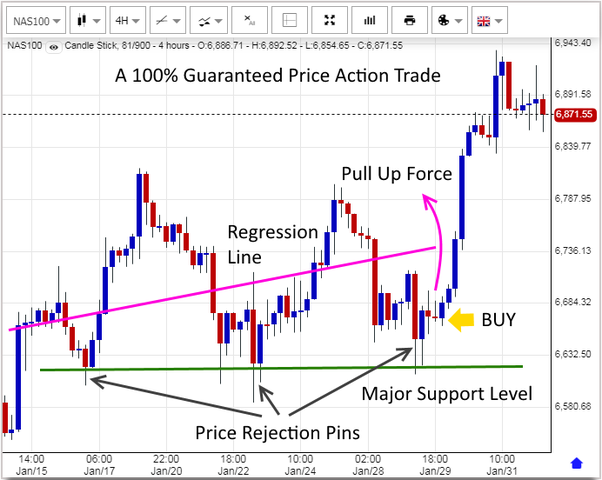 NAS100 4H All
NAS100 Candle Stick, 81/900 - 4 hours - O:6,886.71 H:6,892.52 L:6,854.65 C:6,871.55
6,943.40
A 100% Guaranteed Price Action Trade
6,891.58
6,871.55
6,839.77
Pull Up Force
6,787.95
Regression
Line
6,736.13
6,684.32
BUY
6,632.50
Major Support Level
6,580.68
Price Rejection Pins
14:00 06:00 22:00 18:00 10:00 02:00 18:00 10:00
Jan/15 Jan/17 Jan/20 Jan/22 Jan/24 Jan/28 Jan/29 Jan/31